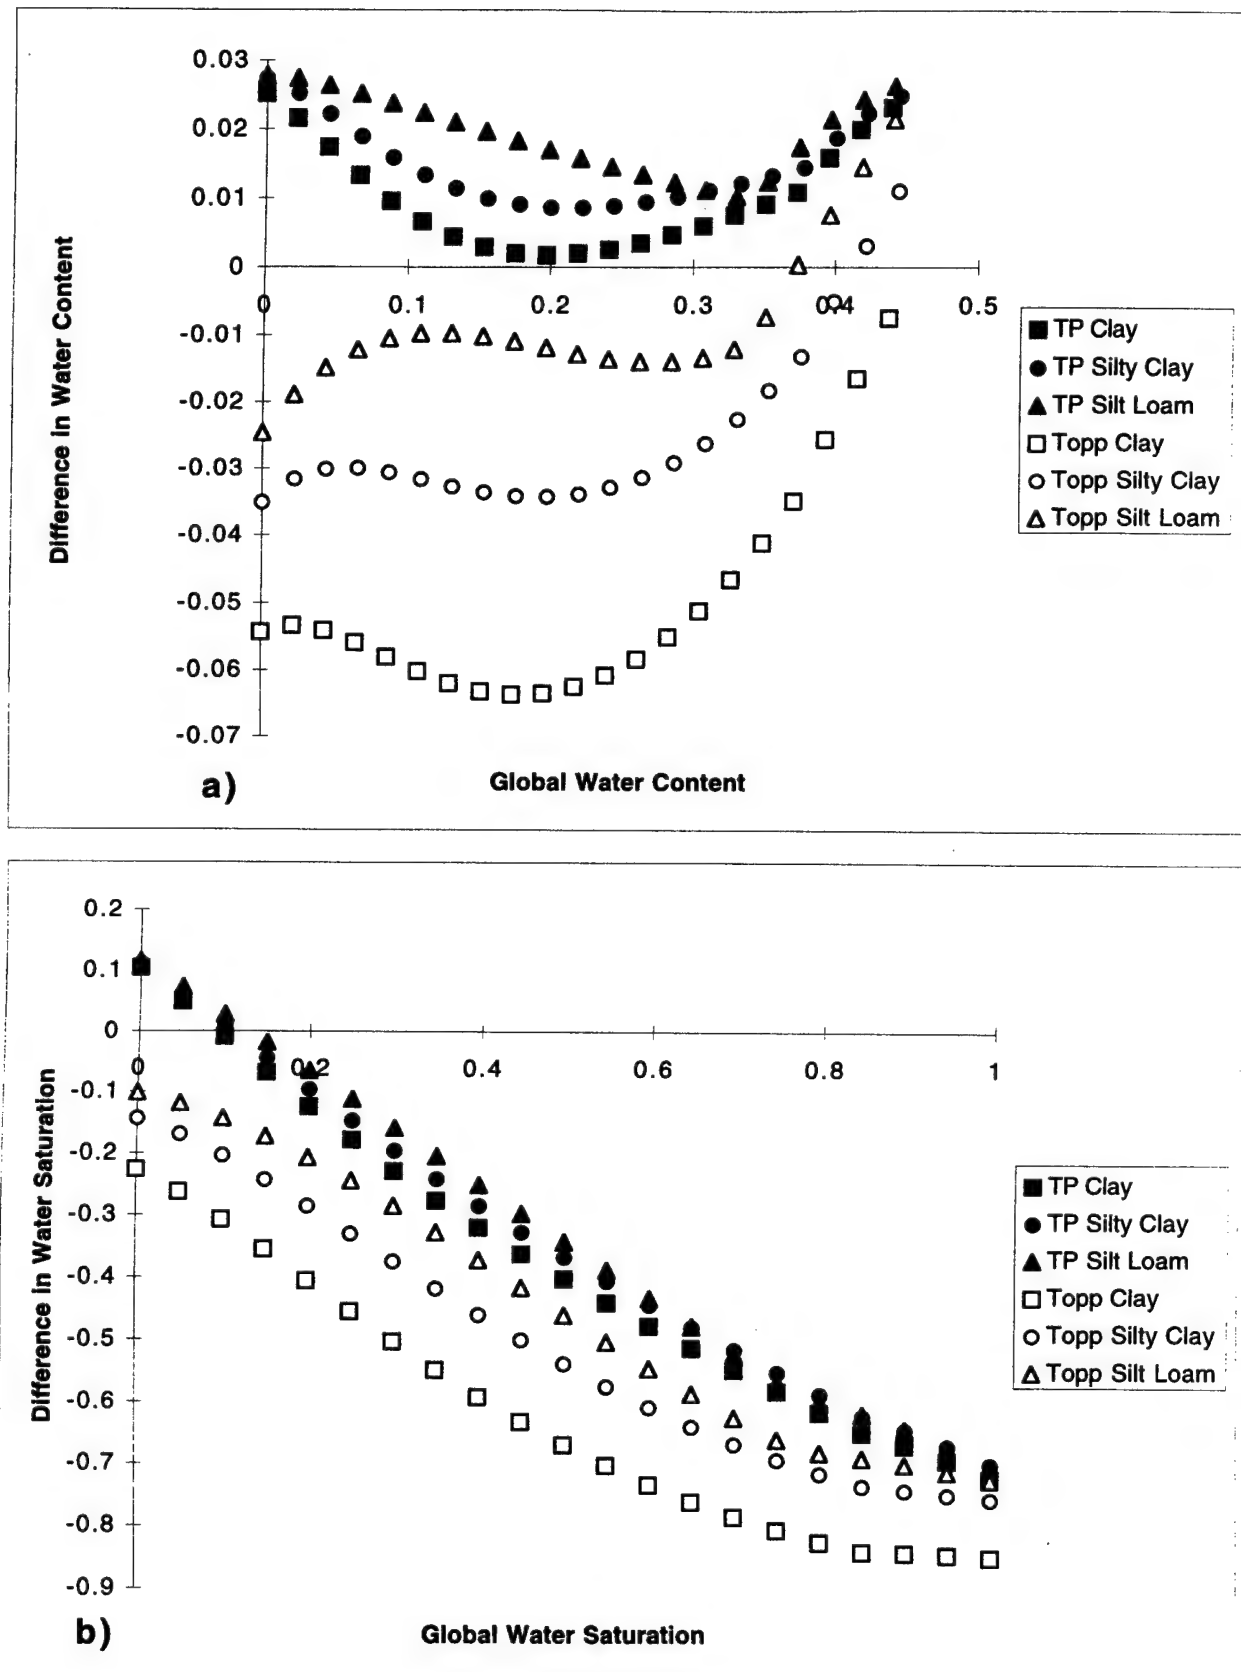 0.03
0.02
0.01
0
0 0.1 0.2 0.3 0.4 0.5
-0.01
-0.02
-0.03
-0.04
-0.05
-0.06
-0.07
Difference in Water Content
TP Clay
TP Silty Clay
TP Silt Loam
Topp Clay
Topp Silty Clay
Topp Silt Loam
a)
Global Water Content
0.2
0.1
0
0 0.2 0.4 0.6 0.8 1
-0.1
-0.2
-0.3
-0.4
-0.5
-0.6
-0.7
-0.8
-0.9
Difference in Water Saturation
TP Clay
TP Silty Clay
TP Silt Loam
Topp Clay
Topp Silty Clay
Topp Silt Loam
b)
Global Water Saturation